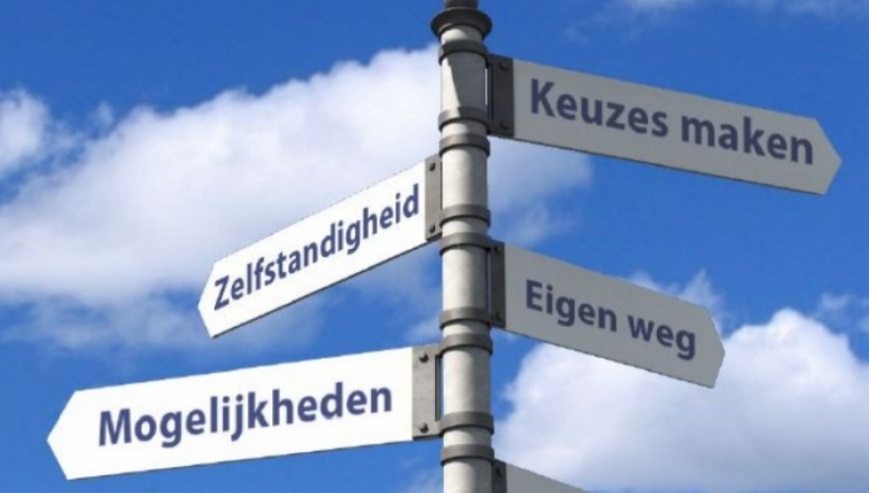 Keuzes maken
Zelfstandigheid
Eigen weg
Mogelijkheden